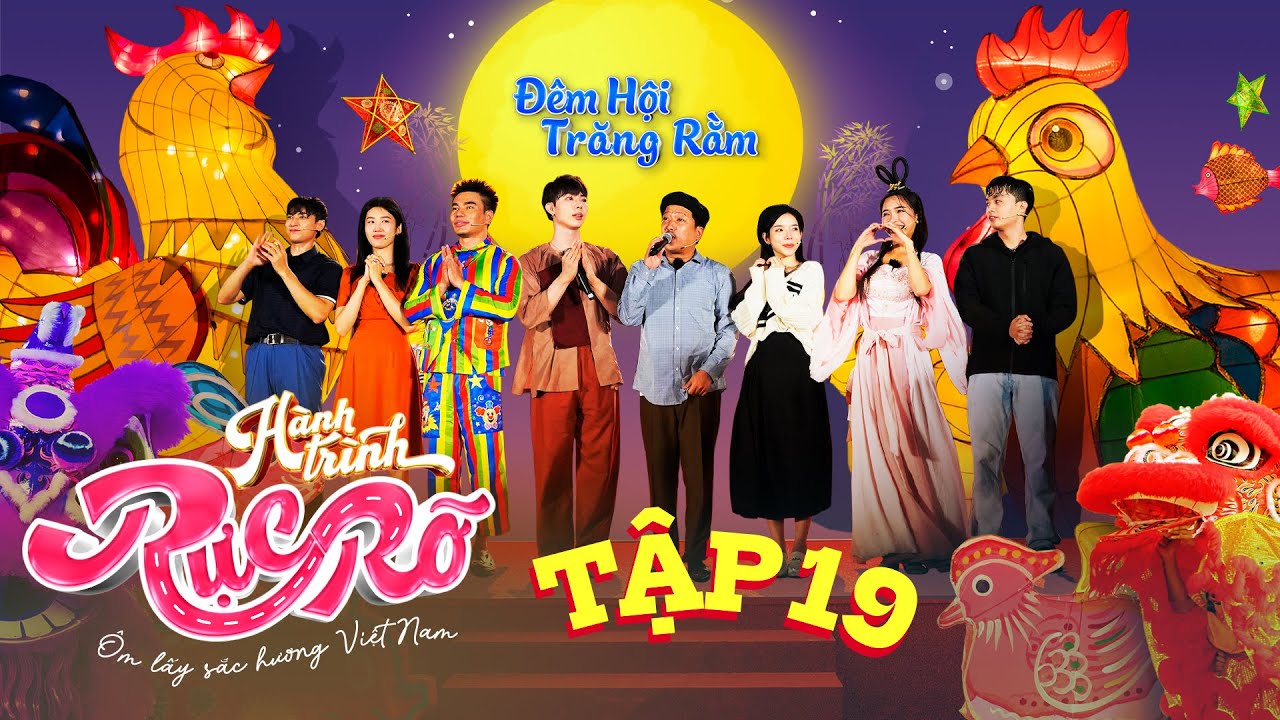 Đêm Hội
Trăng Rằm
Hành
trình
Rực Rỡ
Ôm lấy sắc hương Việt Nam
TẬP 19